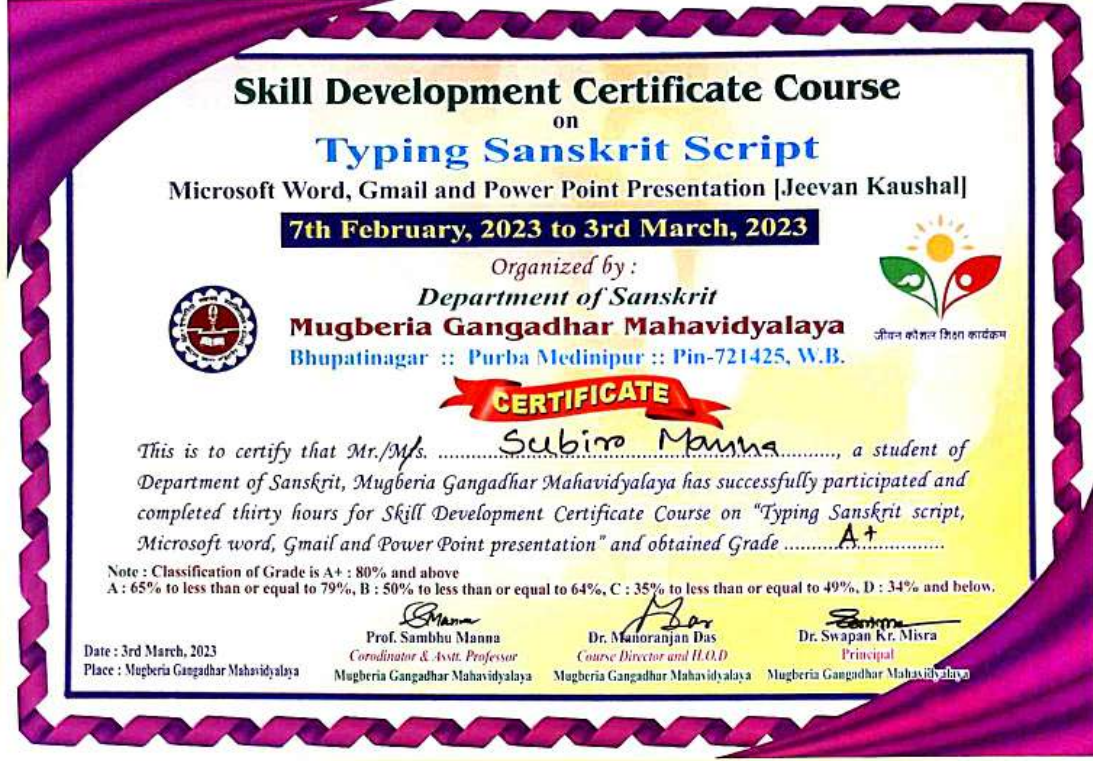 Skill Development Certificate Course
on
Typing Sanskrit Script
Microsoft Word, Gmail and Power Point Presentation [Jeevan Kaushal]
7th February, 2023 to 3rd March, 2023
Organized by :
Department of Sanskrit
Mugberia Gangadhar Mahavidyalaya
Bhupatinagar :: Purba Medinipur :: Pin-721425, W.B.
जीवन कौशल शिक्षा कार्यक्रम
CERTIFICATE
This is to certify that Mr./M/s. Subiro Manna, a student of
Department of Sanskrit, Mugberia Gangadhar Mahavidyalaya has successfully participated and
completed thirty hours for Skill Development Certificate Course on "Typing Sanskrit script,
Microsoft word, Gmail and Power Point presentation" and obtained Grade A+
Note : Classification of Grade is A+ : 80% and above
A : 65% to less than or equal to 79%, B : 50% to less than or equal to 64%, C : 35% to less than or equal to 49%, D : 34% and below.
Prof. Sambhu Manna
Corodinator & Asstt. Professor
Mugberia Gangadhar Mahavidyalaya
Dr. Manoranjan Das
Course Director and H.O.D
Mugberia Gangadhar Mahavidyalaya
Dr. Swapan Kr. Misra
Principal
Mugberia Gangadhar Mahavidyalaya
Date : 3rd March, 2023
Place : Mugberia Gangadhar Mahavidyalaya